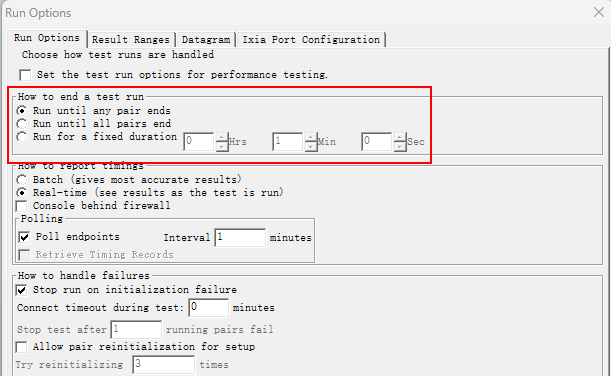 Run Options
Run Options Result Ranges Datagram Ixia Port Configuration
Choose how test runs are handled
Set the test run options for performance testing.
How to end a test run
Run until any pair ends
Run until all pairs end
Run for a fixed duration 0 Hrs 1 Min 0 Sec
How to report timings
Batch (gives most accurate results)
Real-time (see results as the test is run)
Console behind firewall
Polling
Poll endpoints Interval 1 minutes
Retrieve Timing Records
How to handle failures
Stop run on initialization failure
Connect timeout during test: 0 minutes
Stop test after 1 running pairs fail
Allow pair reinitialization for setup
Try reinitializing 3 times